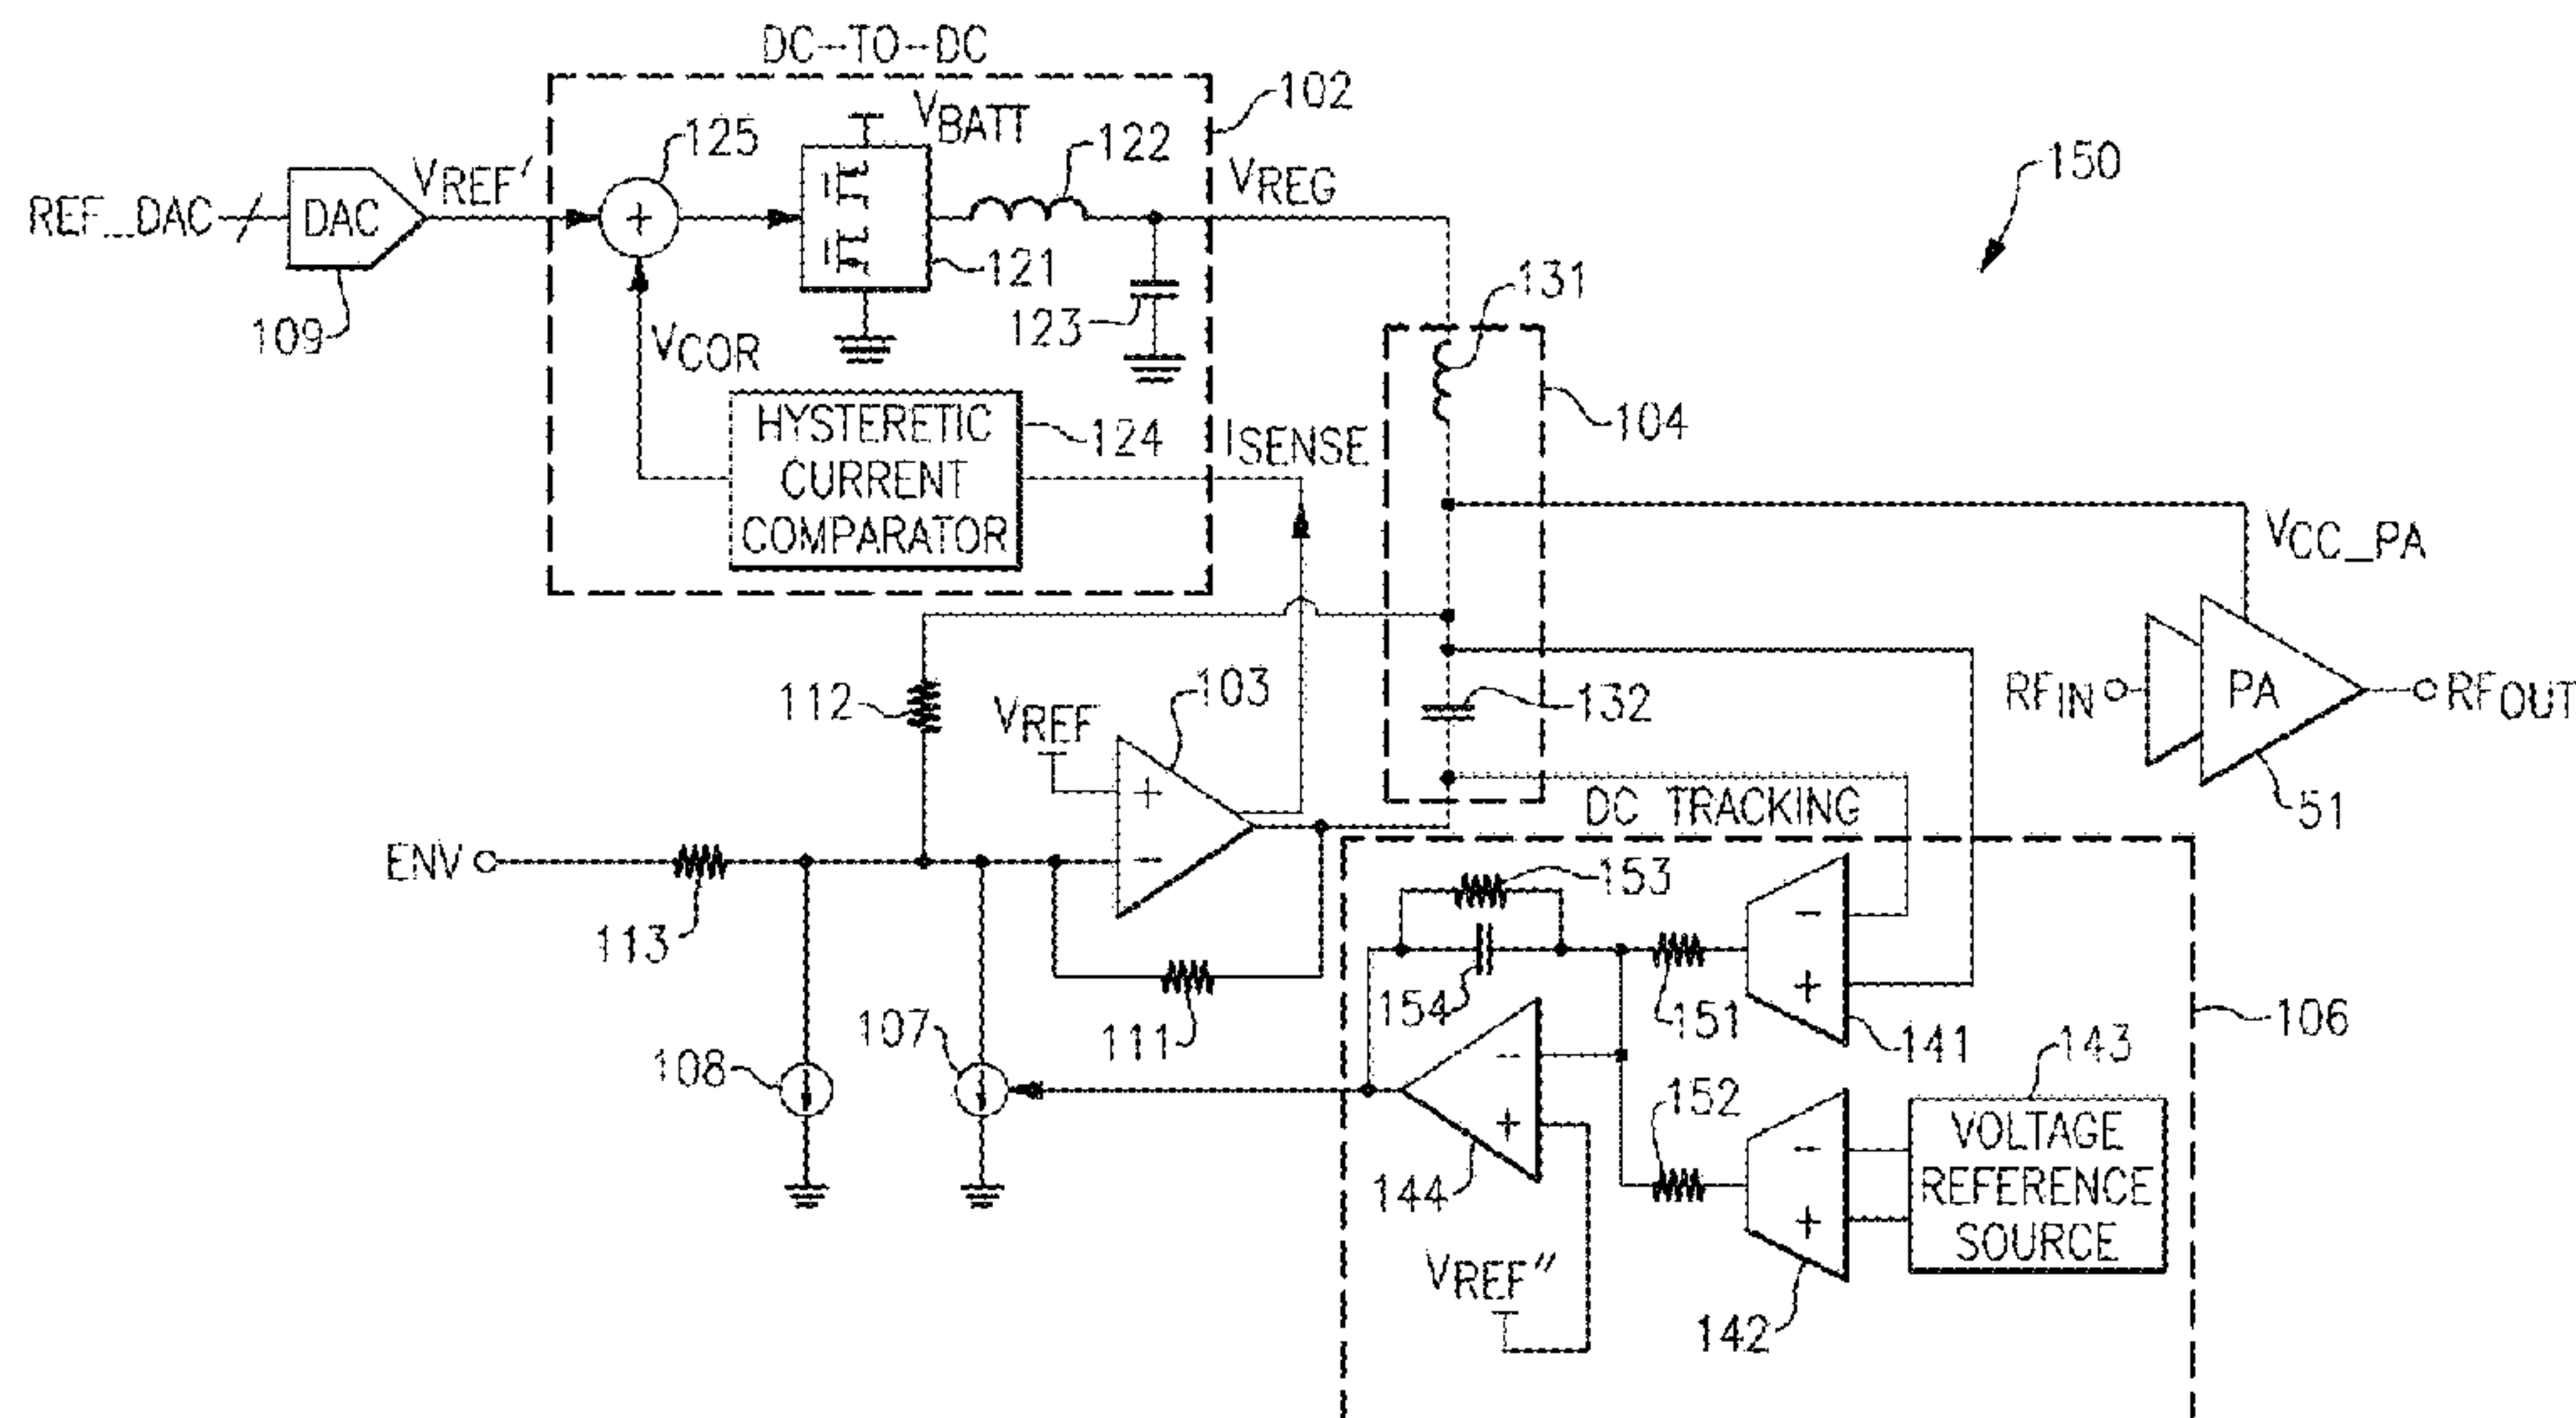 DC--TO--DC
102
125
VBATT
122
150
REF_DAC
DAC
VREF'
VREG
121
123
109
VCOR
131
HYSTERETIC
CURRENT
COMPARATOR
124
ISENSE
104
VCC_PA
112
VREF
103
132
RFIN
PA
RFOUT
51
DC TRACKING
ENV
+
-
113
153
154
151
-
+
141
106
111
107
108
143
152
-
+
144
VOLTAGE
REFERENCE
SOURCE
-
+
VREF"
142